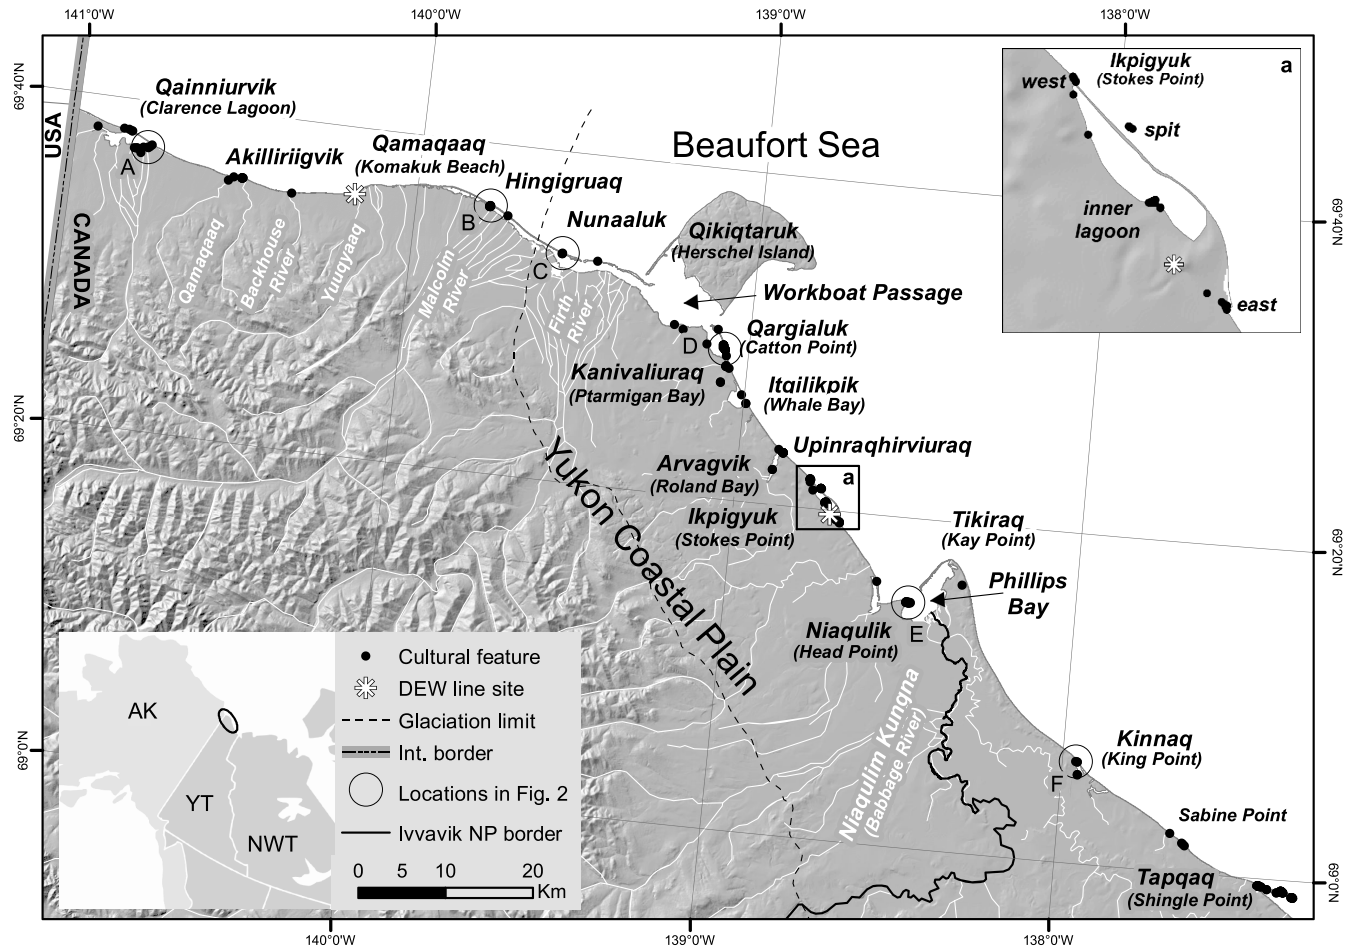 141°0'W
140°0'W
139°0'W
138°0'W
69°40'N
69°20'N
69°0'N
69°40'N
69°20'N
69°0'N
140°0'W
139°0'W
138°0'W
USA
CANADA
Qainniurvik
(Clarence Lagoon)
A
Akilliriigvik
Qamaqaaq
(Komakuk Beach)
Hingigruaq
B
Nunaaluk
C
Beaufort Sea
Qikiqtaruk
(Herschel Island)
Workboat Passage
Qamaqaaq
Backhouse
River
Yuuqyaaq
Malcolm
River
Firth
River
Qargialuk
(Catton Point)
D
Kanivaliuraq
(Ptarmigan Bay)
Itqilikpik
(Whale Bay)
Upinraqhirviuraq
Arvagvik
(Roland Bay)
a
Ikpigyuk
(Stokes Point)
Yukon Coastal Plain
Tikiraq
(Kay Point)
Phillips
Bay
Niaqulik
(Head Point)
E
Niaqulim Kungna
(Babbage River)
Kinnaq
(King Point)
F
Sabine Point
Tapqaq
(Shingle Point)
a
Ikpigyuk
(Stokes Point)
west
spit
inner
lagoon
east
AK
YT
NWT
Cultural feature
DEW line site
Glaciation limit
Int. border
Locations in Fig. 2
Ivvavik NP border
0 5 10 20
Km